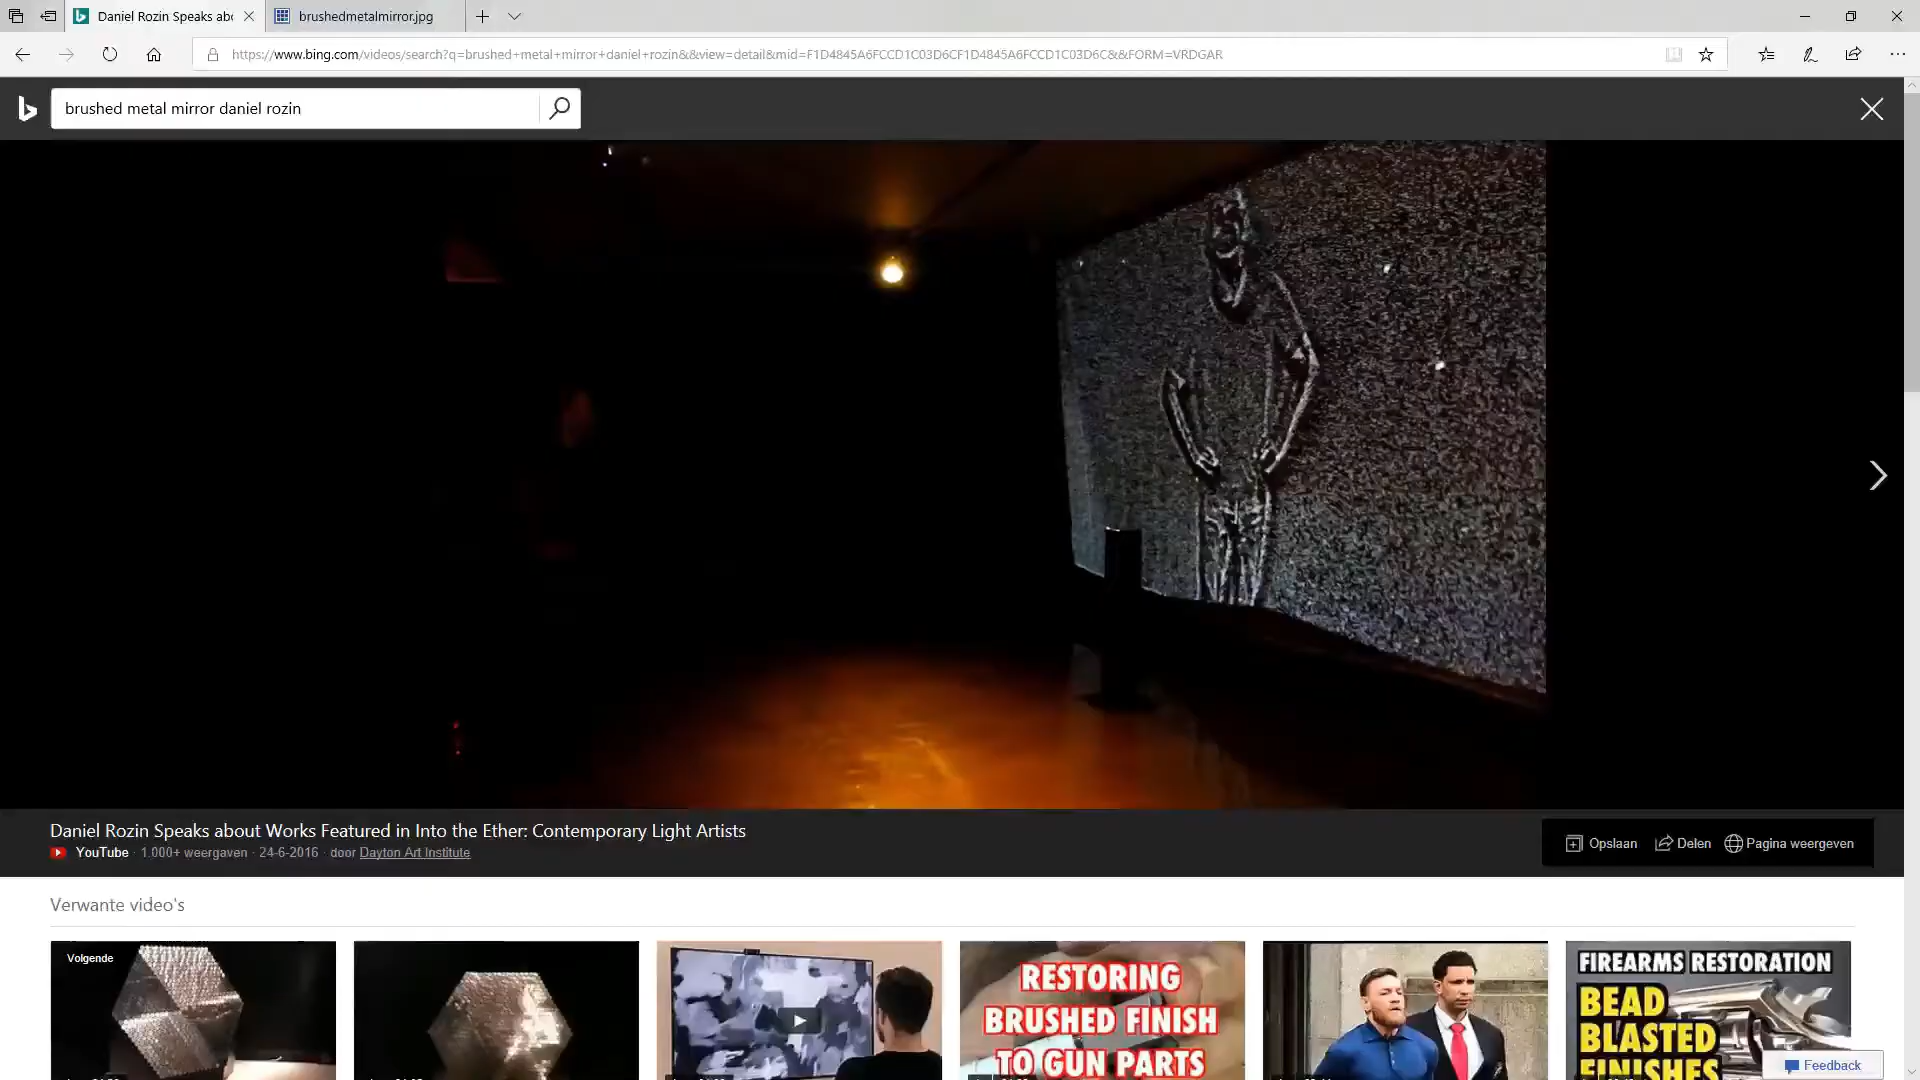 Daniel Rozin Speaks abo
brushedmetalmirror.jpg
https://www.bing.com/videos/search?q=brushed+metal+mirror+daniel+rozin&&view=detail&mid=F1D4845A6FCCD1C03D6CF1D4845A6FCCD1C03D6C&&FORM=VRDGAR
brushed metal mirror daniel rozin
Daniel Rozin Speaks about Works Featured in Into the Ether: Contemporary Light Artists
YouTube · 1.000+ weergaven · 24-6-2016 · door Dayton Art Institute
Opslaan Delen Pagina weergeven
Verwante video's
Volgende
RESTORING
BRUSHED FINISH
TO GUN PARTS
FIREARMS RESTORATION
BEAD
BLASTED
FINISHES
Feedback